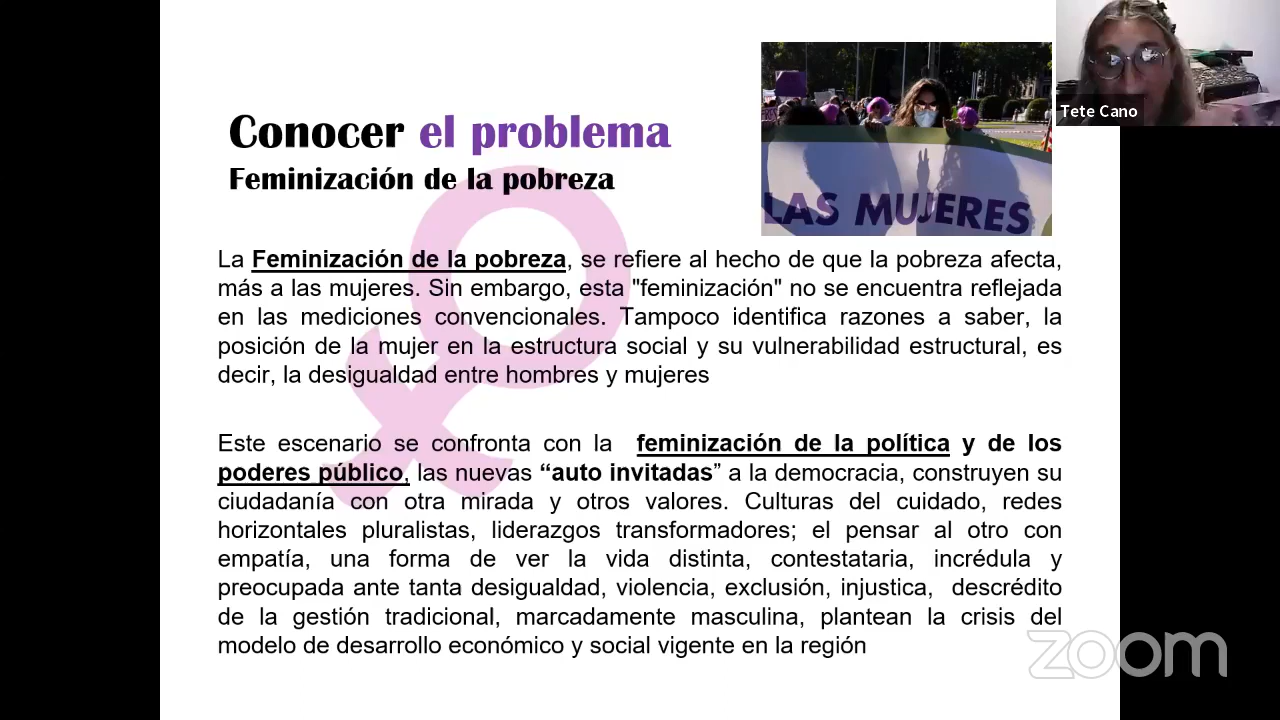 Tete Cano
Conocer el problema
Feminización de la pobreza
LAS MUJERES
La Feminización de la pobreza, se refiere al hecho de que la pobreza afecta,
más a las mujeres. Sin embargo, esta "feminización" no se encuentra reflejada
en las mediciones convencionales. Tampoco identifica razones a saber, la
posición de la mujer en la estructura social y su vulnerabilidad estructural, es
decir, la desigualdad entre hombres y mujeres
Este escenario se confronta con la feminización de la política y de los
poderes público, las nuevas “auto invitadas” a la democracia, construyen su
ciudadanía con otra mirada y otros valores. Culturas del cuidado, redes
horizontales pluralistas, liderazgos transformadores; el pensar al otro con
empatía, una forma de ver la vida distinta, contestataria, incrédula y
preocupada ante tanta desigualdad, violencia, exclusión, injustica, descrédito
de la gestión tradicional, marcadamente masculina, plantean la crisis del
modelo de desarrollo económico y social vigente en la región
zoom